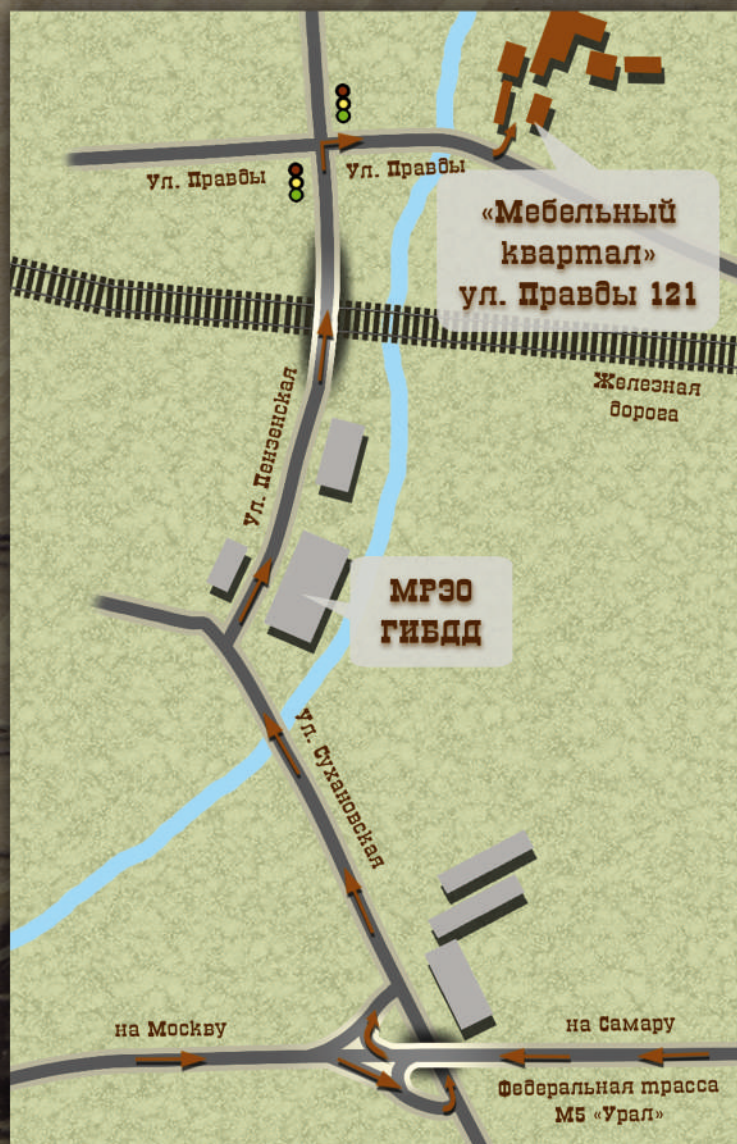 Ул. Правды
Ул. Правды
«Мебельный
квартал»
ул. Правды 121
Железная
дорога
Ул. Пензенская
МРЭО
ГИБДД
Ул. Сухановская
на Москву
на Самару
Федеральная трасса
М5 «Урал»